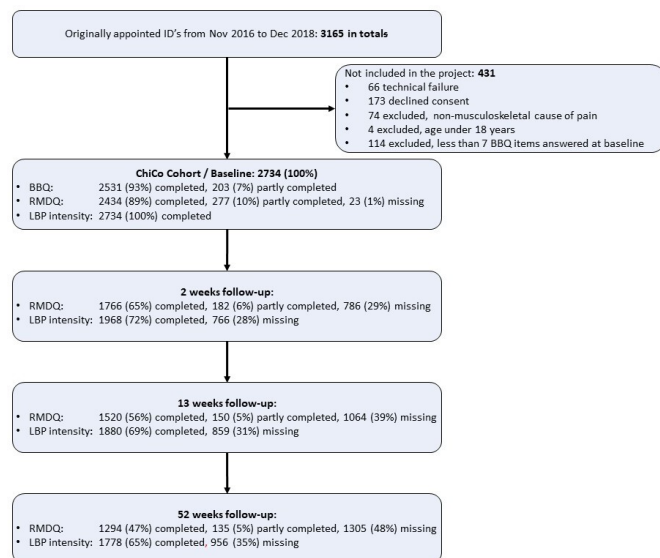 Originally appointed ID's from Nov 2016 to Dec 2018: 3165 in totals
Not included in the project: 431
• 66 technical failure
• 173 declined consent
• 74 excluded, non-musculoskeletal cause of pain
• 4 excluded, age under 18 years
• 114 excluded, less than 7 BBQ items answered at baseline
ChiCo Cohort / Baseline: 2734 (100%)
• BBQ: 2531 (93%) completed, 203 (7%) partly completed
• RMDQ: 2434 (89%) completed, 277 (10%) partly completed, 23 (1%) missing
• LBP intensity: 2734 (100%) completed
2 weeks follow-up:
• RMDQ: 1766 (65%) completed, 182 (6%) partly completed, 786 (29%) missing
• LBP intensity: 1968 (72%) completed, 766 (28%) missing
13 weeks follow-up:
• RMDQ: 1520 (56%) completed, 150 (5%) partly completed, 1064 (39%) missing
• LBP intensity: 1880 (69%) completed, 859 (31%) missing
52 weeks follow-up:
• RMDQ: 1294 (47%) completed, 135 (5%) partly completed, 1305 (48%) missing
• LBP intensity: 1778 (65%) completed, 956 (35%) missing